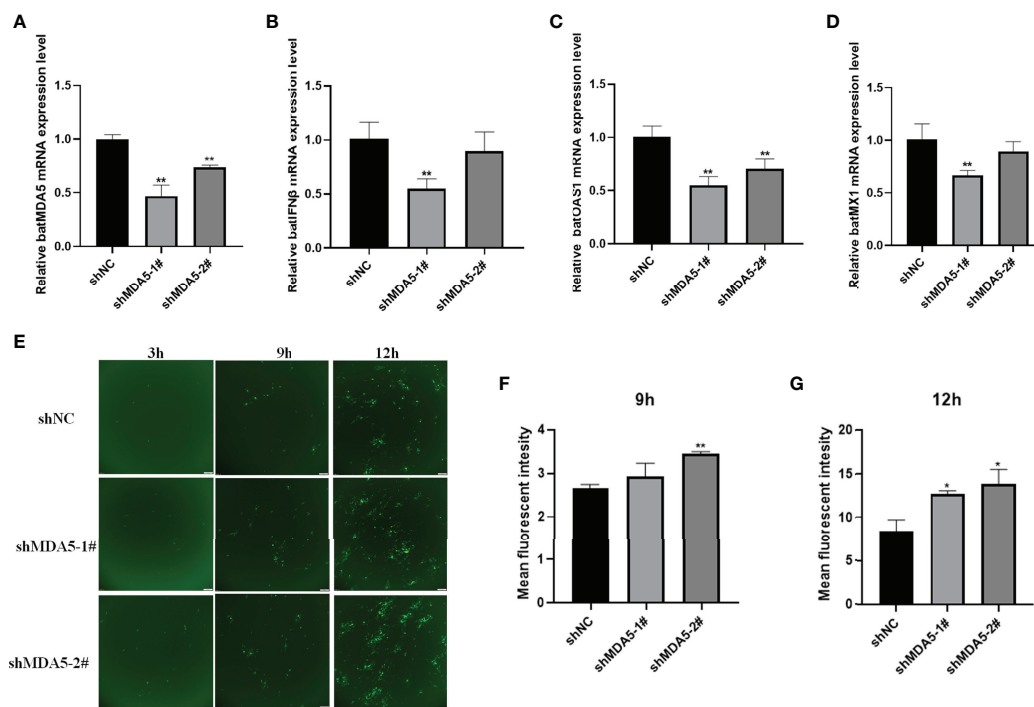 A
Relative batMDA5 mRNA expression level
1.5
1.0
0.5
0.0
**
**
shNC
shMDA5-1#
shMDA5-2#
B
Relative batIFNβ mRNA expression level
1.5
1.0
0.5
0.0
**
shNC
shMDA5-1#
shMDA5-2#
C
Relative batOAS1 mRNA expression level
1.5
1.0
0.5
0.0
**
**
shNC
shMDA5-1#
shMDA5-2#
D
Relative batMX1 mRNA expression level
1.5
1.0
0.5
0.0
**
shNC
shMDA5-1#
shMDA5-2#
E
3h 9h 12h
shNC
shMDA5-1#
shMDA5-2#
F
9h
Mean fluorescent intesity
4
3
2
1
0
**
shNC
shMDA5-1#
shMDA5-2#
G
12h
Mean fluorescent intesity
20
15
10
5
0
*
*
shNC
shMDA5-1#
shMDA5-2#